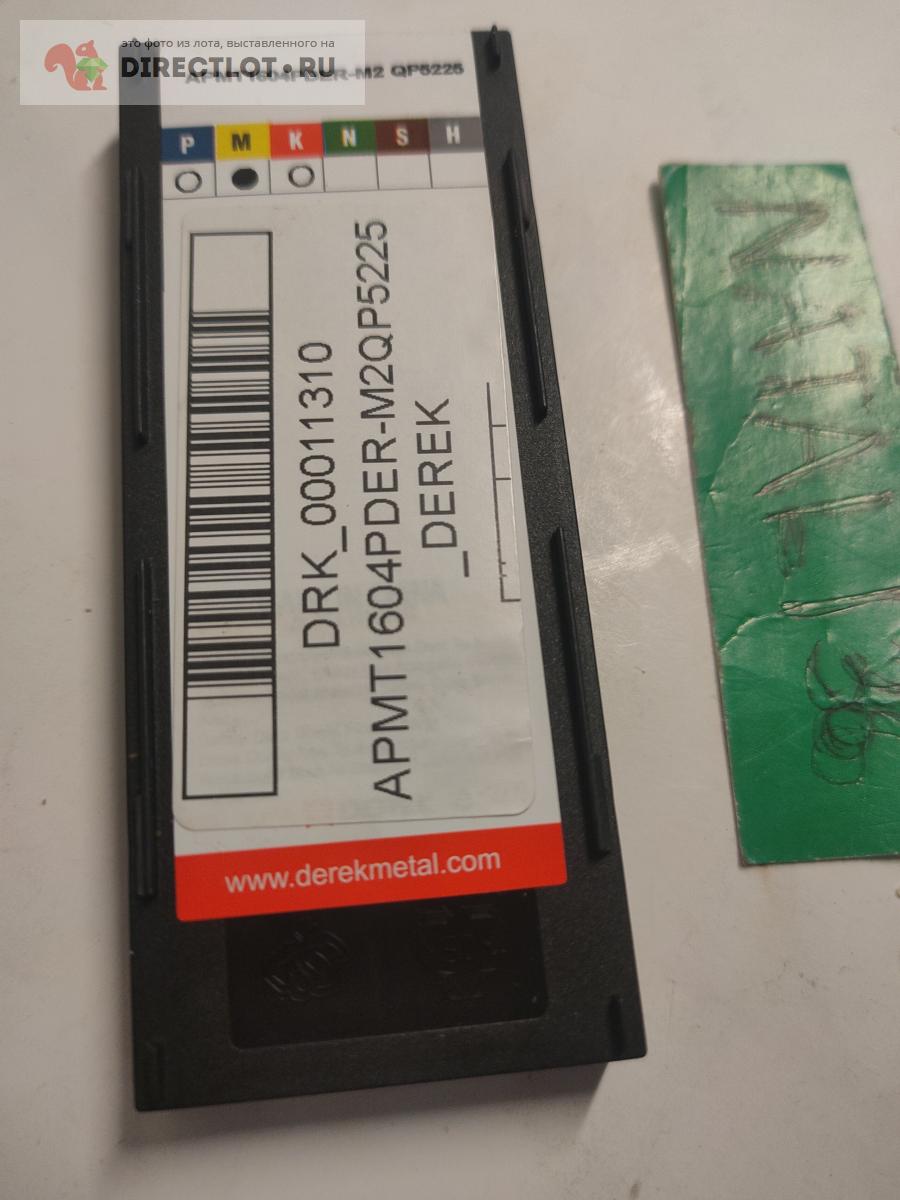 это фото из лота, выставленного на
DIRECTLOT.RU
APMT1604PDER-M2 QP5225
P M K N S H
DRK_00011310
APMT1604PDER-M2QP5225
_DEREK
www.derekmetal.com